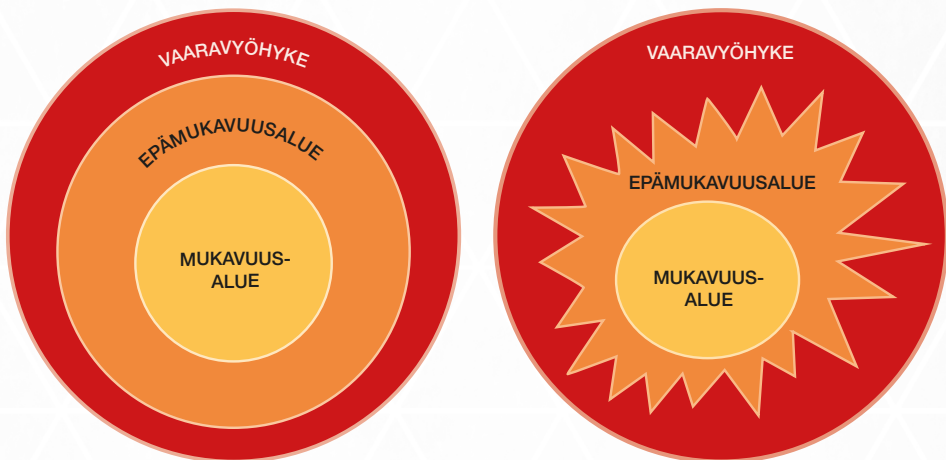 VAARAVYÖHYKE
EPÄMUKAVUUSALUE
MUKAVUUS-
ALUE
VAARAVYÖHYKE
EPÄMUKAVUUSALUE
MUKAVUUS-
ALUE